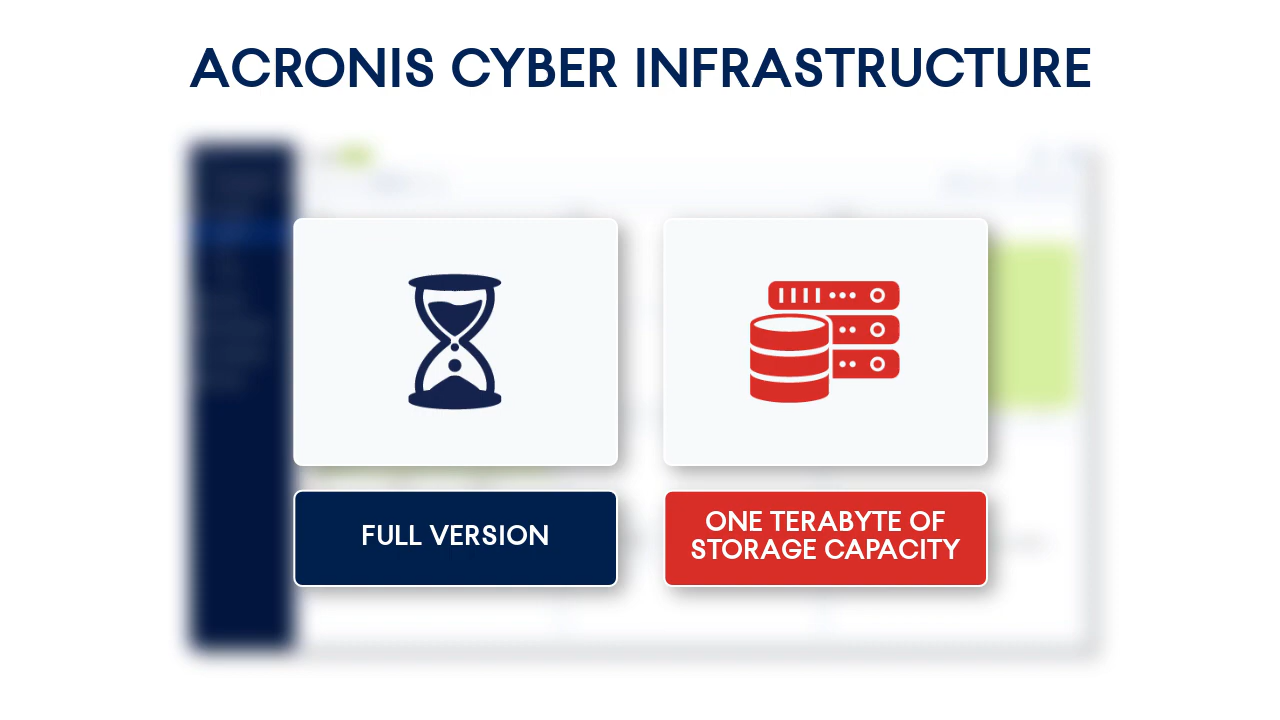 ACRONIS CYBER INFRASTRUCTURE
FULL VERSION
ONE TERABYTE OF
STORAGE CAPACITY